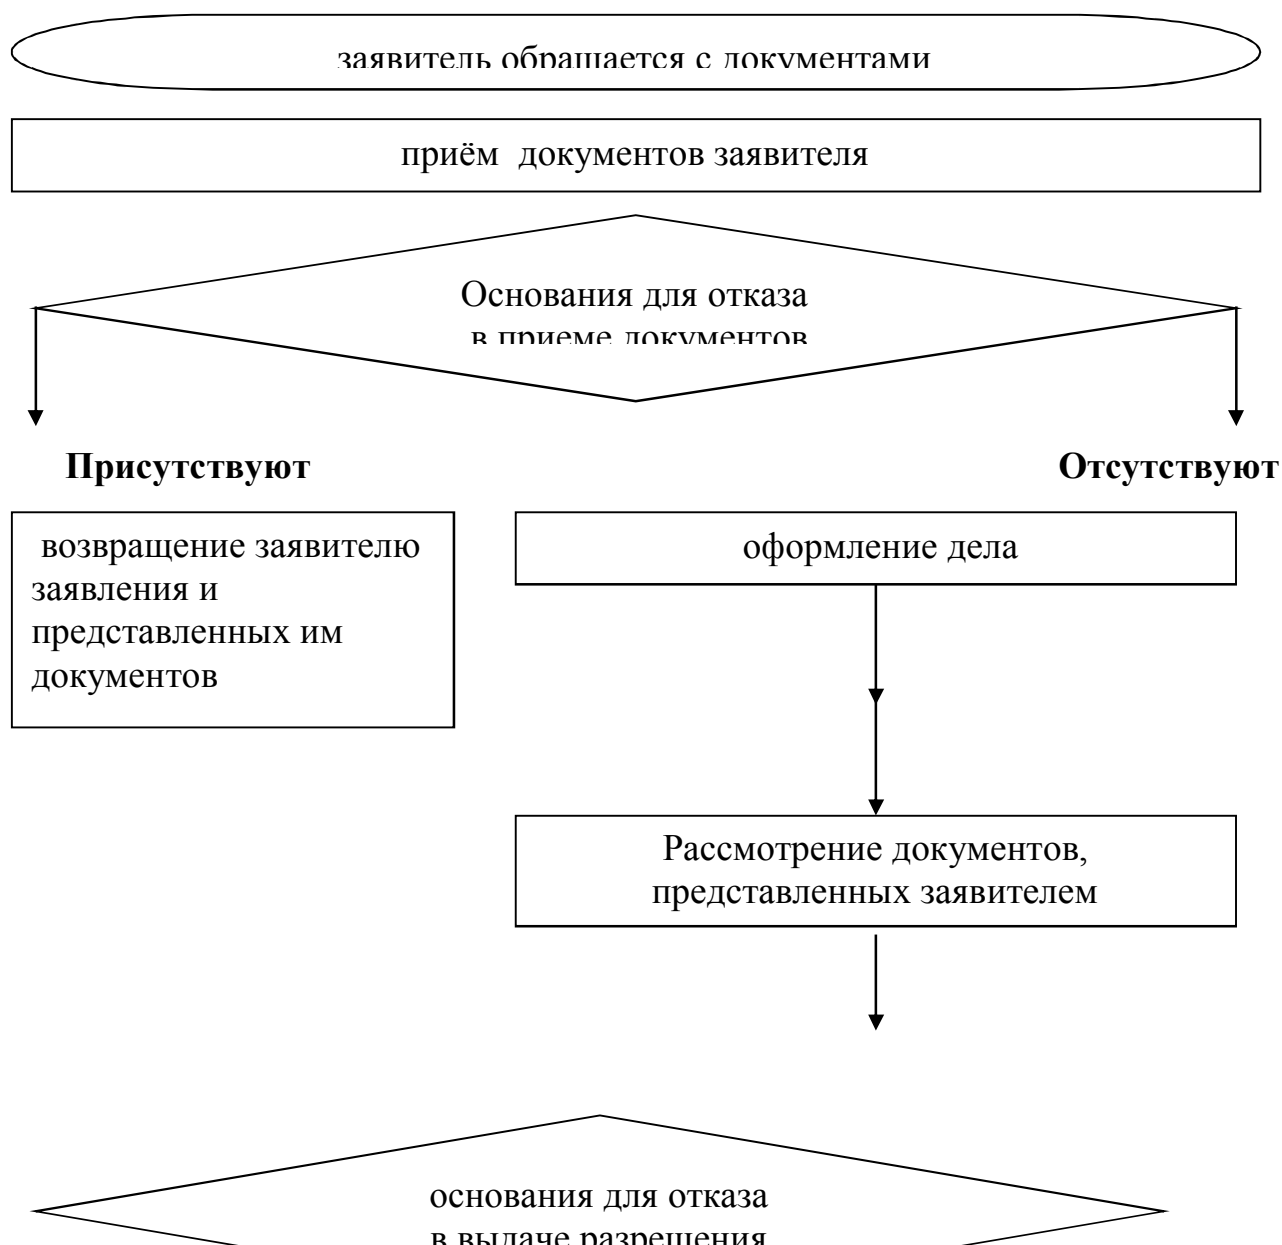 заявитель обращается с документами
приём документов заявителя
Основания для отказа
в приеме документов
Присутствуют
Отсутствуют
возвращение заявителю
заявления и
представленных им
документов
оформление дела
Рассмотрение документов,
представленных заявителем
основания для отказа
в выдаче разрешения